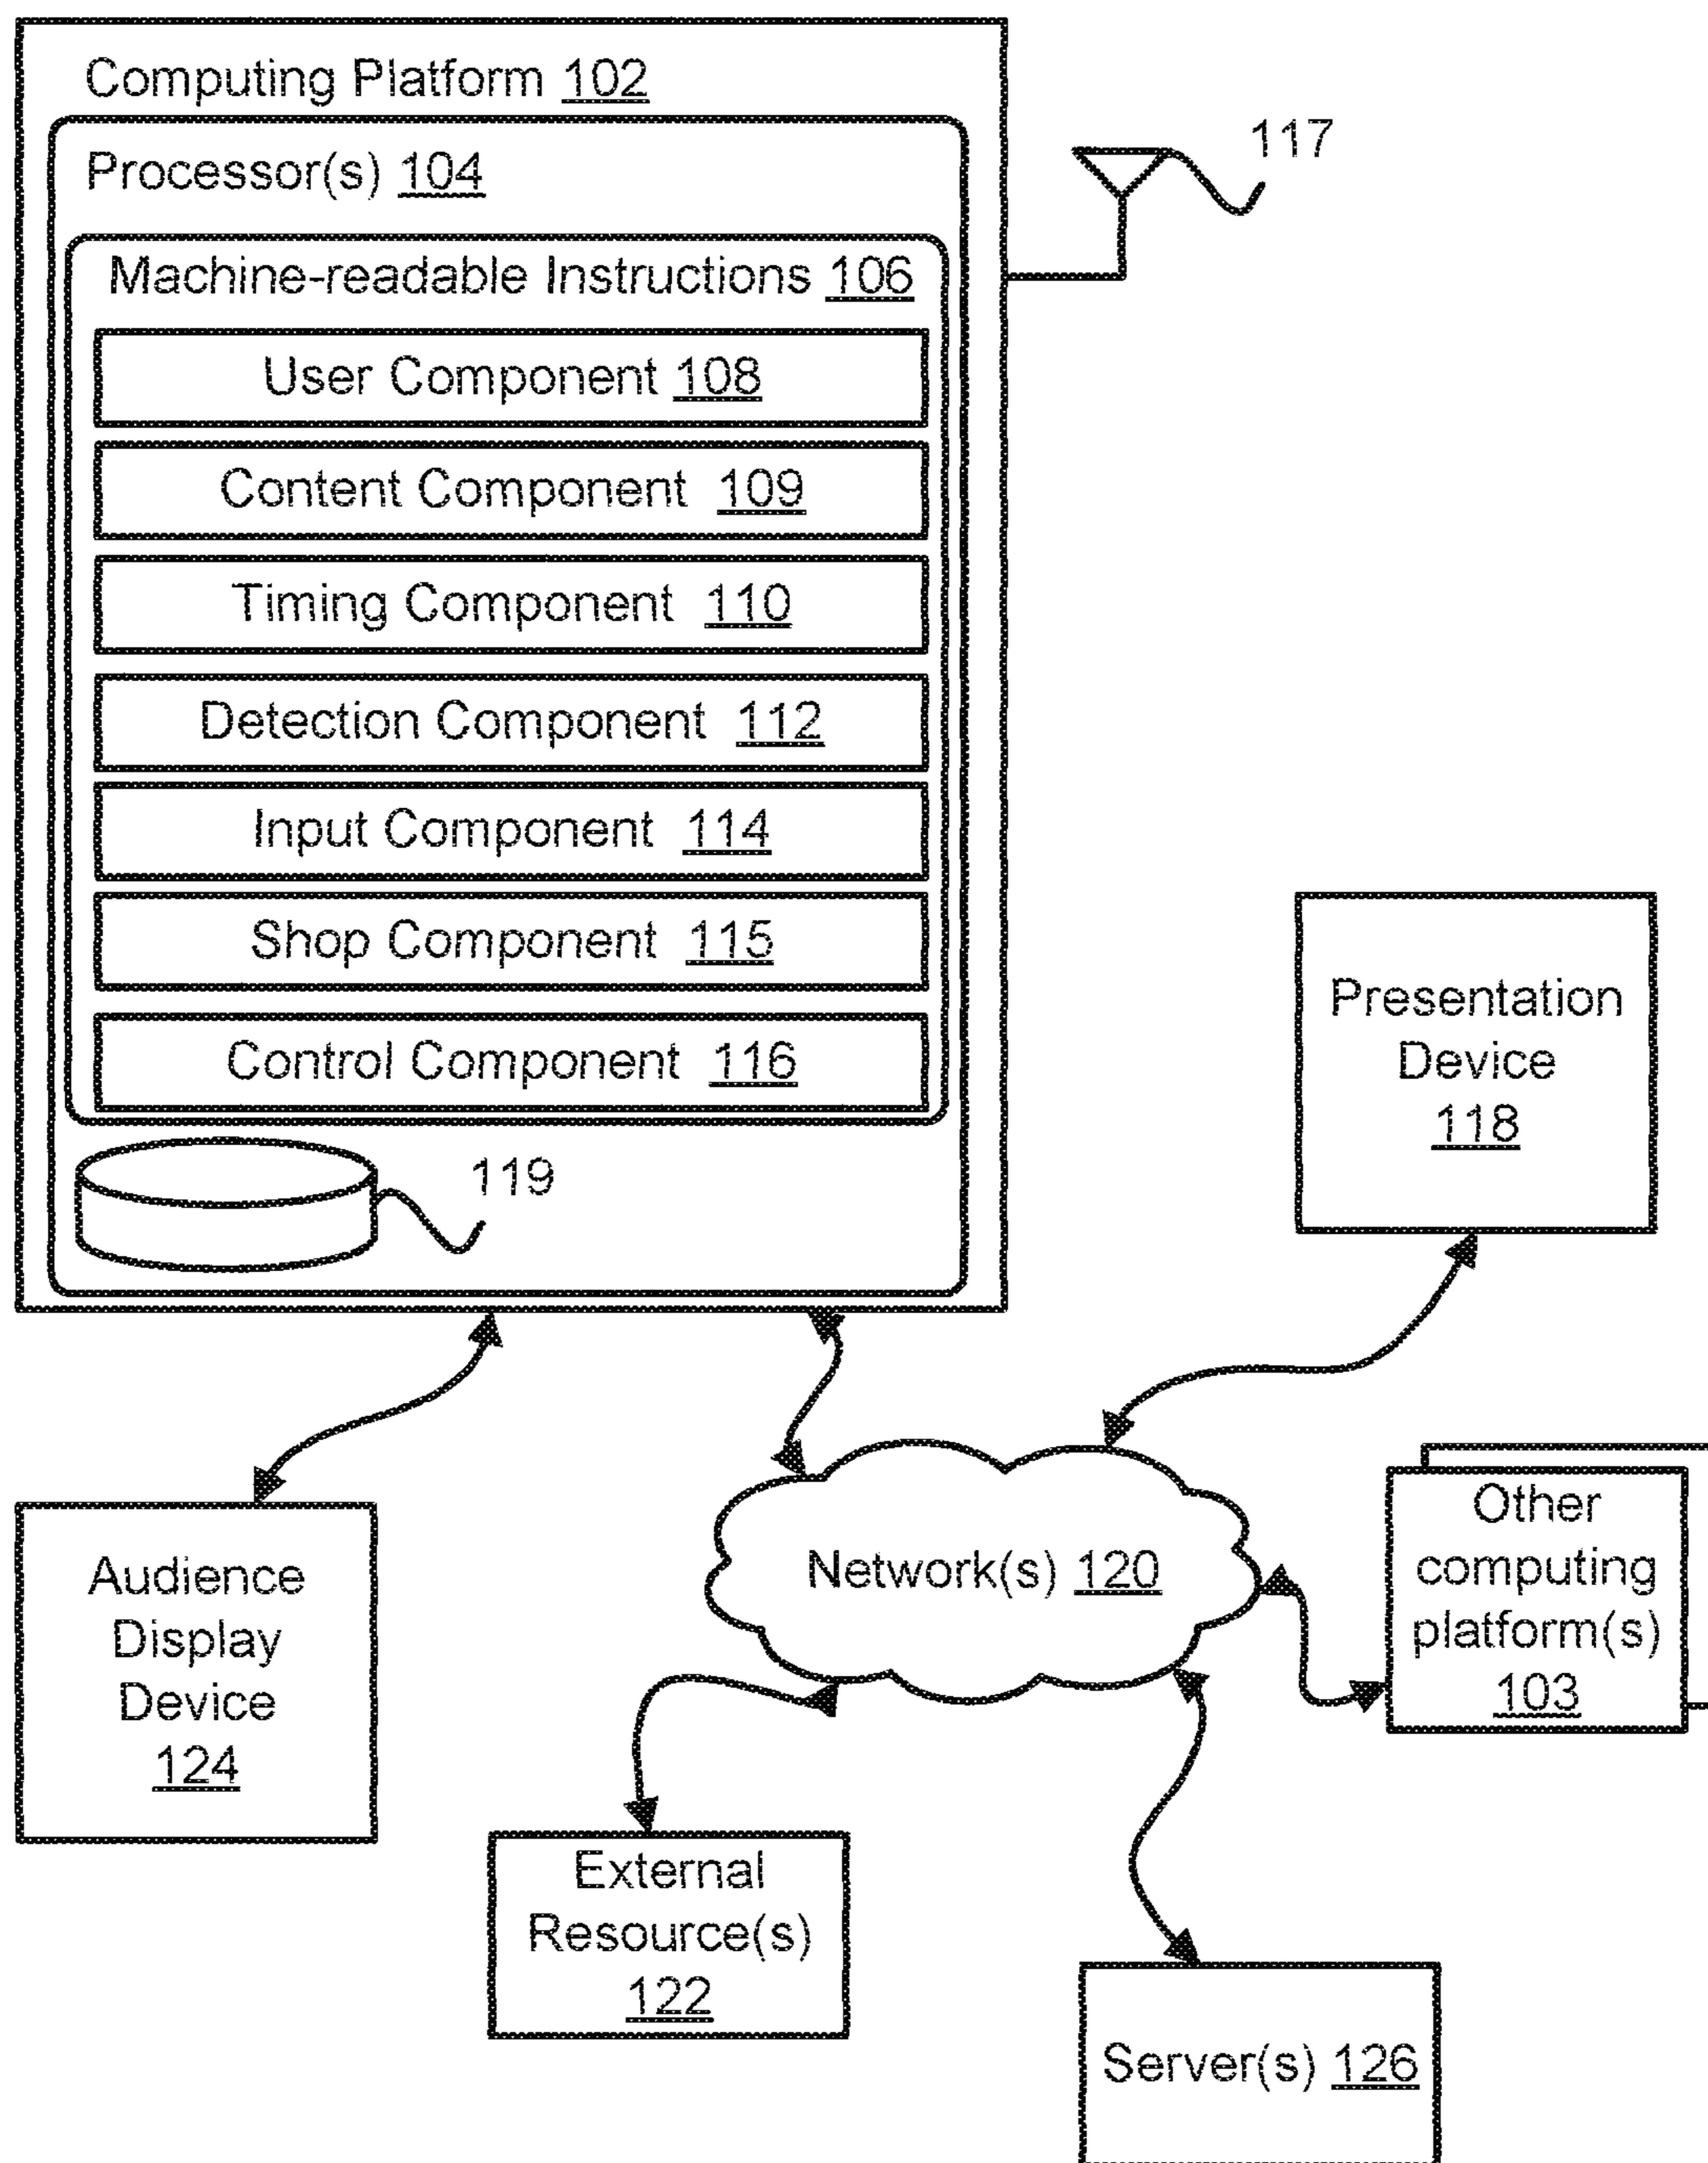 Computing Platform 102
Processor(s) 104
117
Machine-readable Instructions 106
User Component 108
Content Component 109
Timing Component 110
Detection Component 112
Input Component 114
Shop Component 115
Control Component 116
119
Presentation
Device
118
Audience
Display
Device
124
Network(s) 120
Other
computing
platform(s)
103
External
Resource(s)
122
Server(s) 126